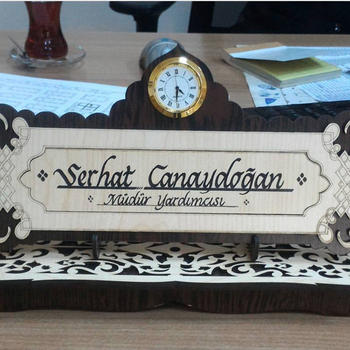 Serhat Canaydoğan
Müdür Yardımcısı